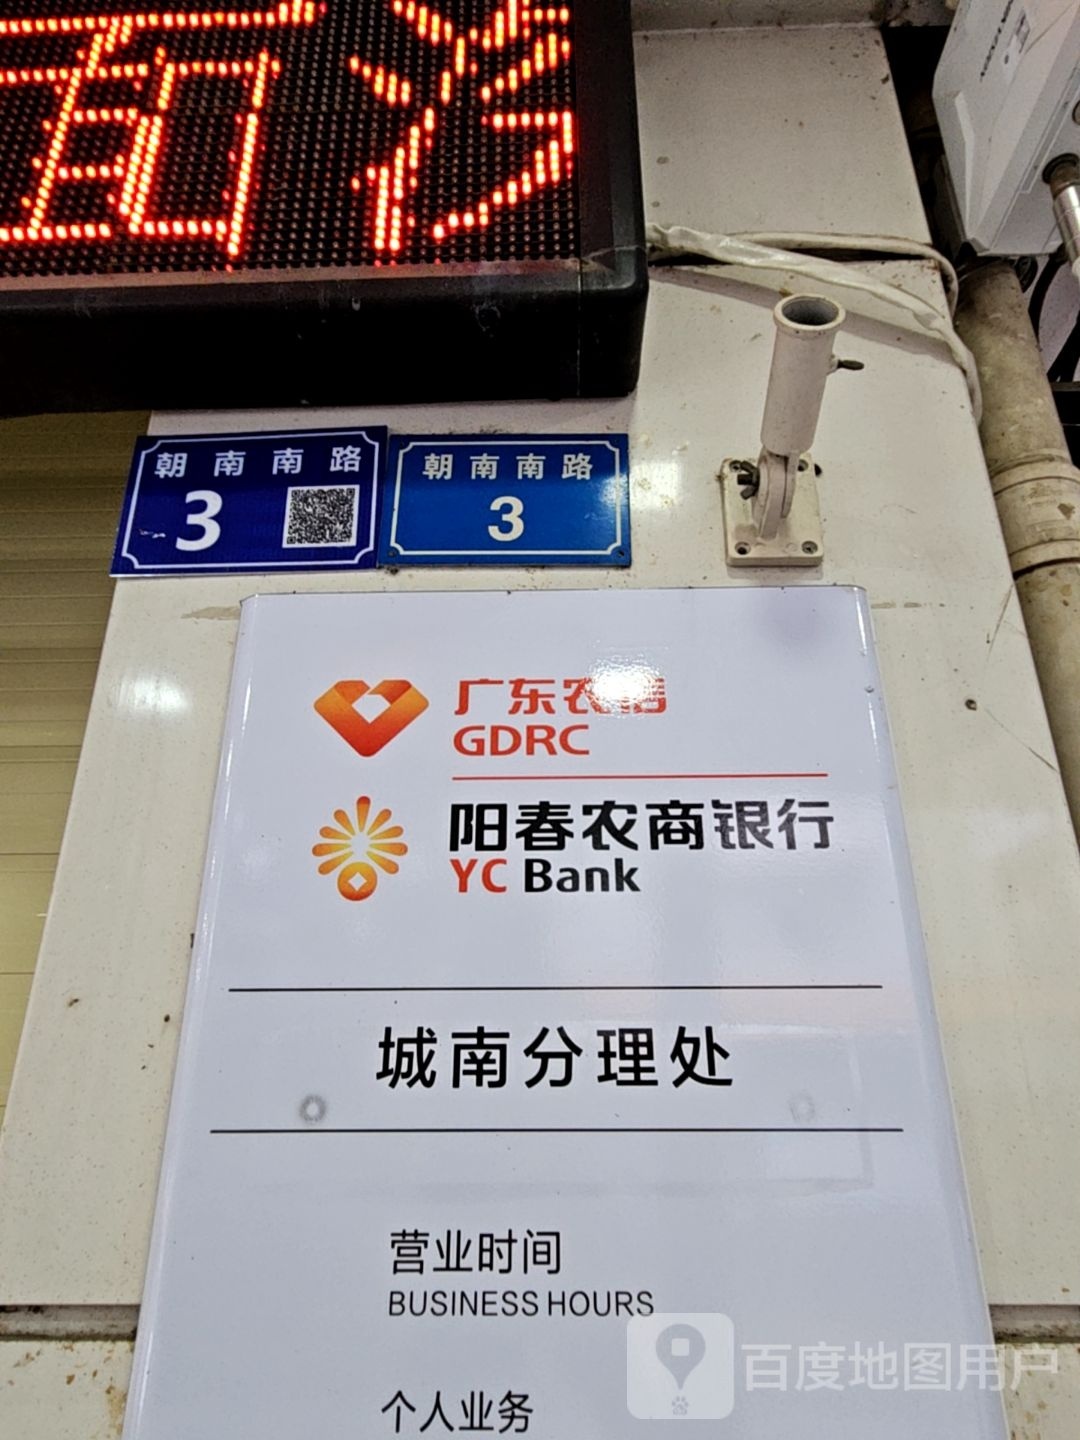 朝南南路
3
朝南南路
3
广东农信
GDRC
阳春农商银行
YC Bank
城南分理处
营业时间
BUSINESS HOURS
个人业务
百度地图用户